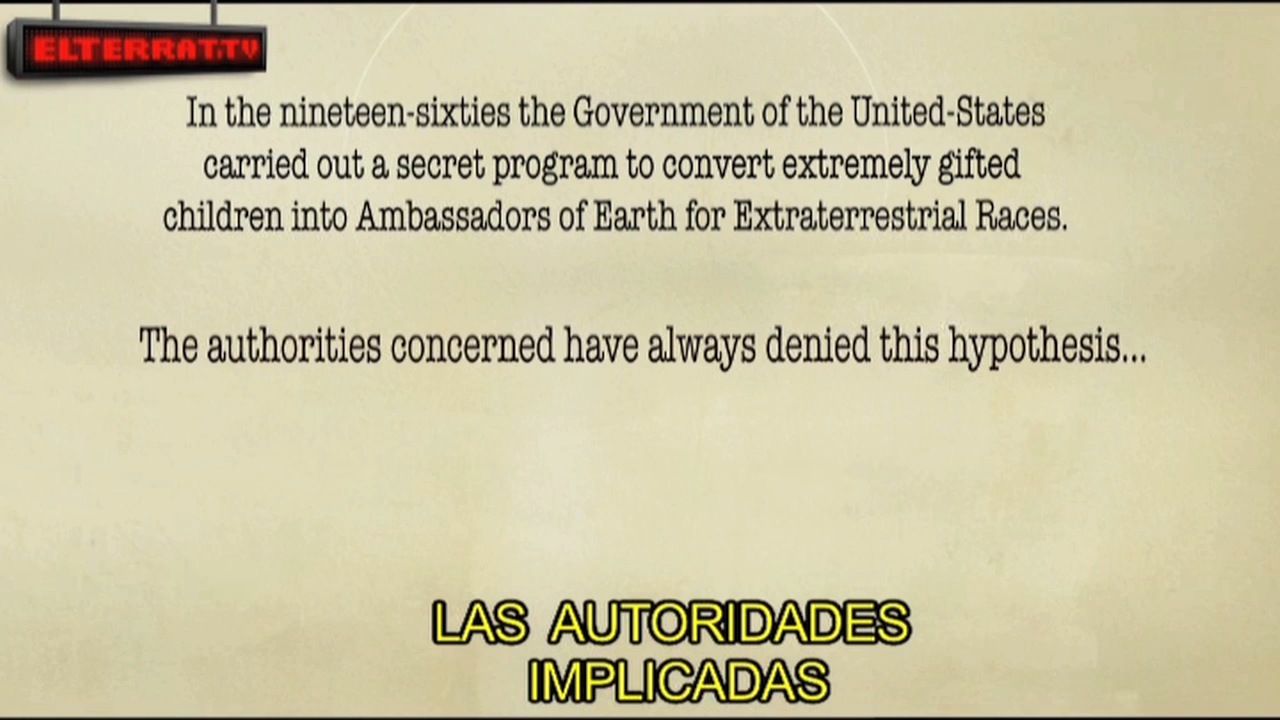 ELTERRAT.TV
In the nineteen-sixties the Government of the United-States
carried out a secret program to convert extremely gifted
children into Ambassadors of Earth for Extraterrestrial Races.
The authorities concerned have always denied this hypothesis...
LAS AUTORIDADES
IMPLICADAS